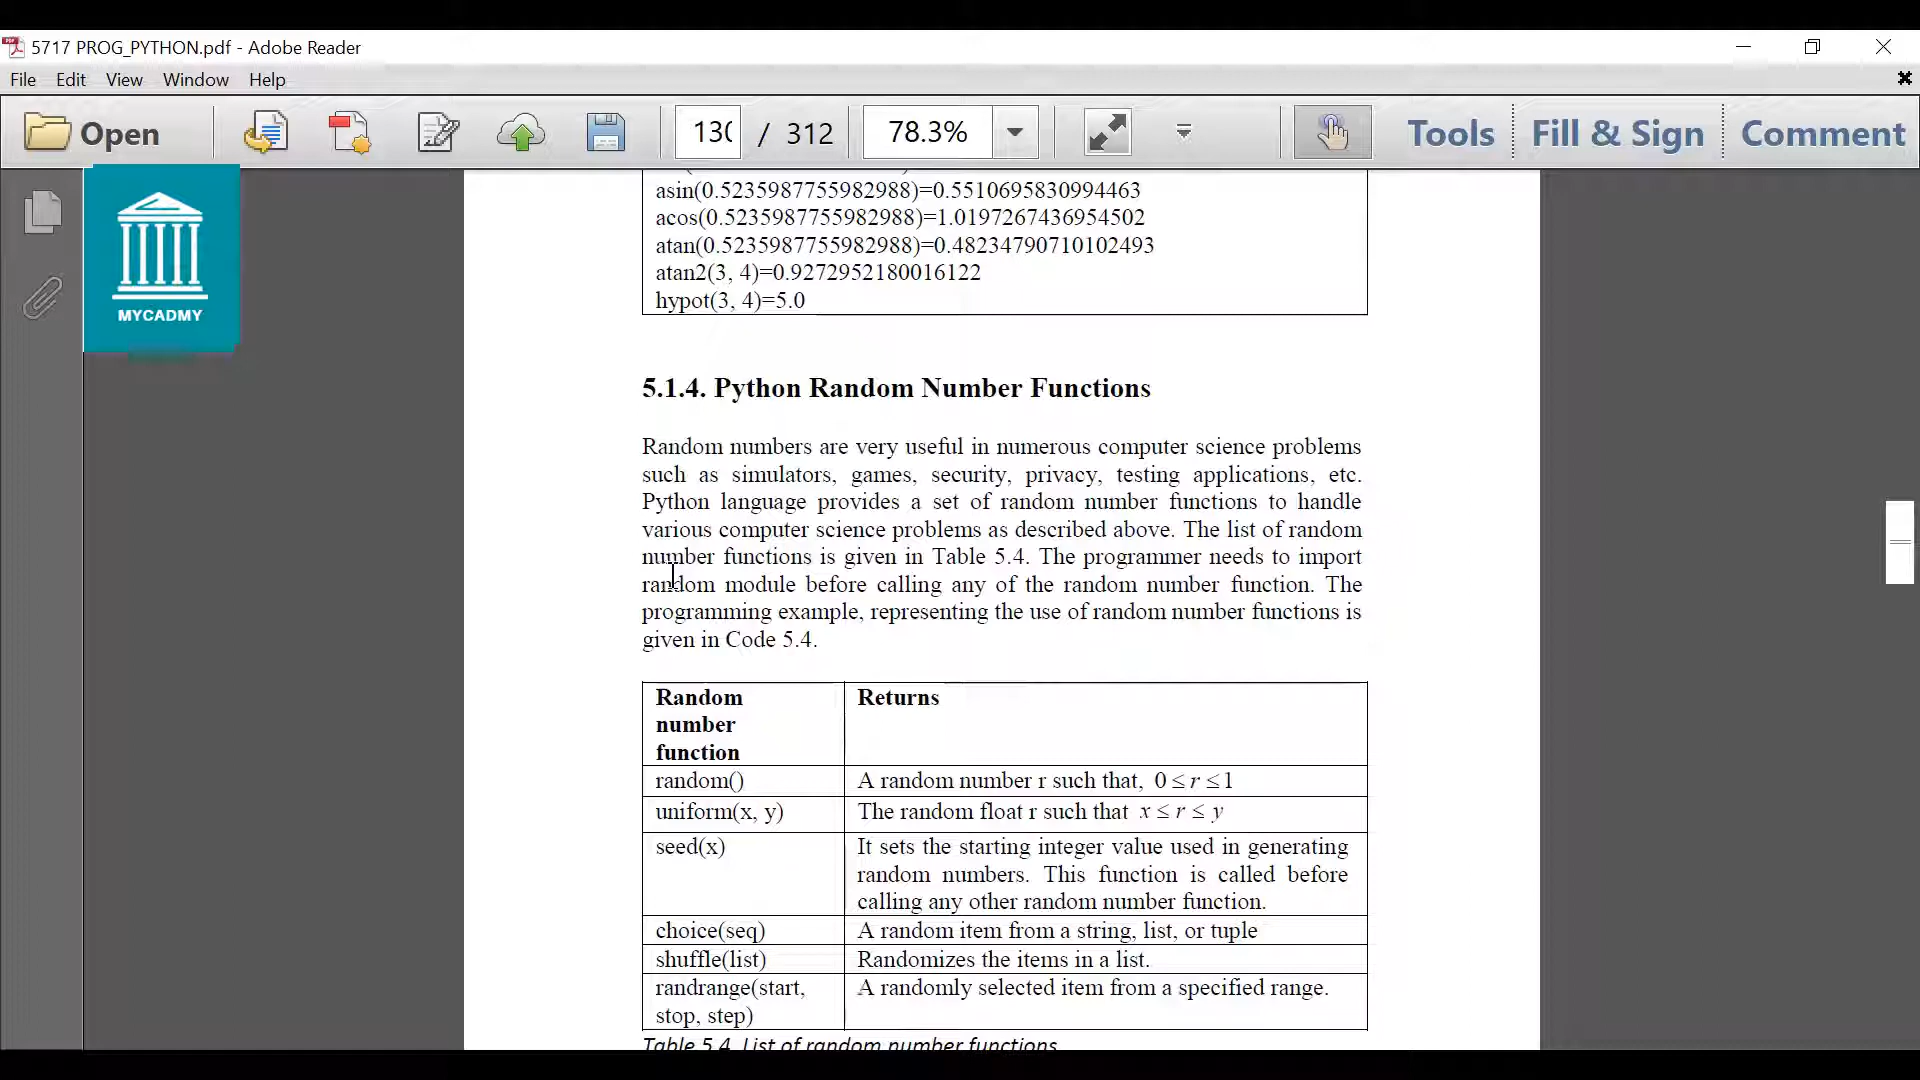 5717 PROG_PYTHON.pdf - Adobe Reader
File Edit View Window Help
Open 130 / 312 78.3% Tools Fill & Sign Comment
MYCADMY
asin(0.5235987755982988)=0.5510695830994463
acos(0.5235987755982988)=1.0197267436954502
atan(0.5235987755982988)=0.48234790710102493
atan2(3, 4)=0.9272952180016122
hypot(3, 4)=5.0
5.1.4. Python Random Number Functions
Random numbers are very useful in numerous computer science problems
such as simulators, games, security, privacy, testing applications, etc.
Python language provides a set of random number functions to handle
various computer science problems as described above. The list of random
number functions is given in Table 5.4. The programmer needs to import
random module before calling any of the random number function. The
programming example, representing the use of random number functions is
given in Code 5.4.
Random
number
function
Returns
random()
A random number r such that, 0 ≤ r ≤ 1
uniform(x, y)
The random float r such that x ≤ r ≤ y
seed(x)
It sets the starting integer value used in generating
random numbers. This function is called before
calling any other random number function.
choice(seq)
A random item from a string, list, or tuple
shuffle(list)
Randomizes the items in a list.
randrange(start,
stop, step)
A randomly selected item from a specified range.
Table 5.4. List of random number functions